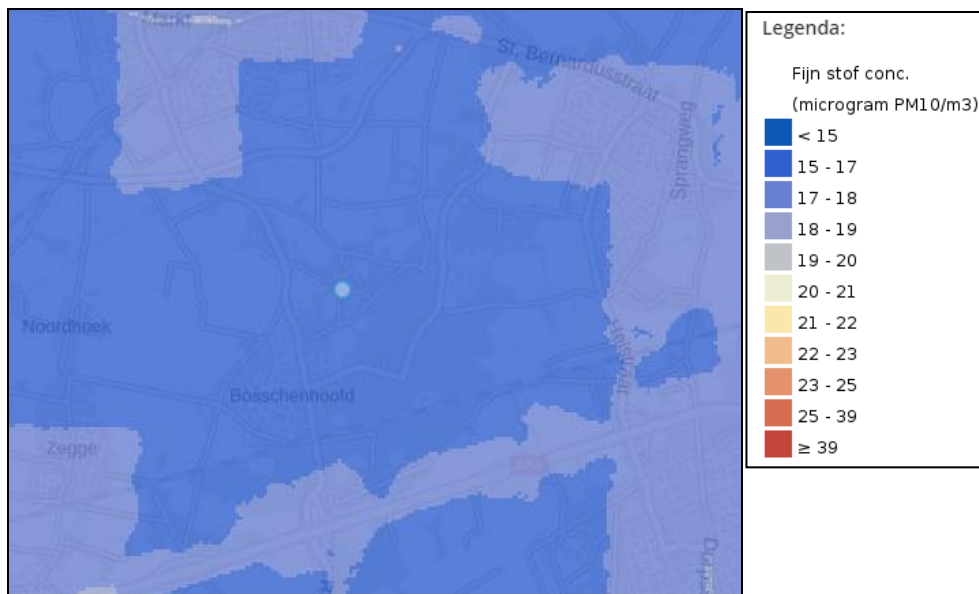 Markt
St. Bernardusstraat
Sprangweg
Noordhoek
Bosschenhoofd
Zegge
Legenda:
Fijn stof conc.
(microgram PM10/m3)
< 15
15 - 17
17 - 18
18 - 19
19 - 20
20 - 21
21 - 22
22 - 23
23 - 25
25 - 39
≥ 39